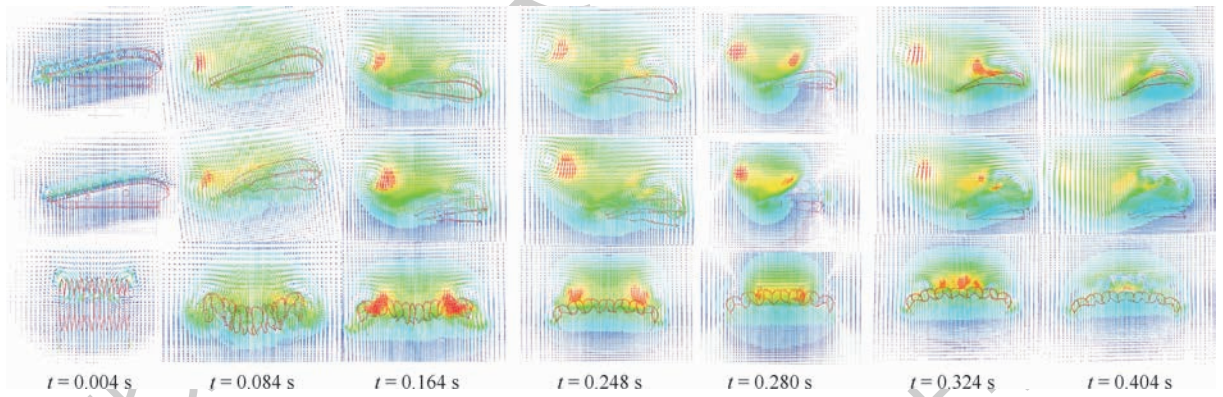 t = 0.004 s t = 0.084 s t = 0.164 s t = 0.248 s t = 0.280 s t = 0.324 s t = 0.404 s